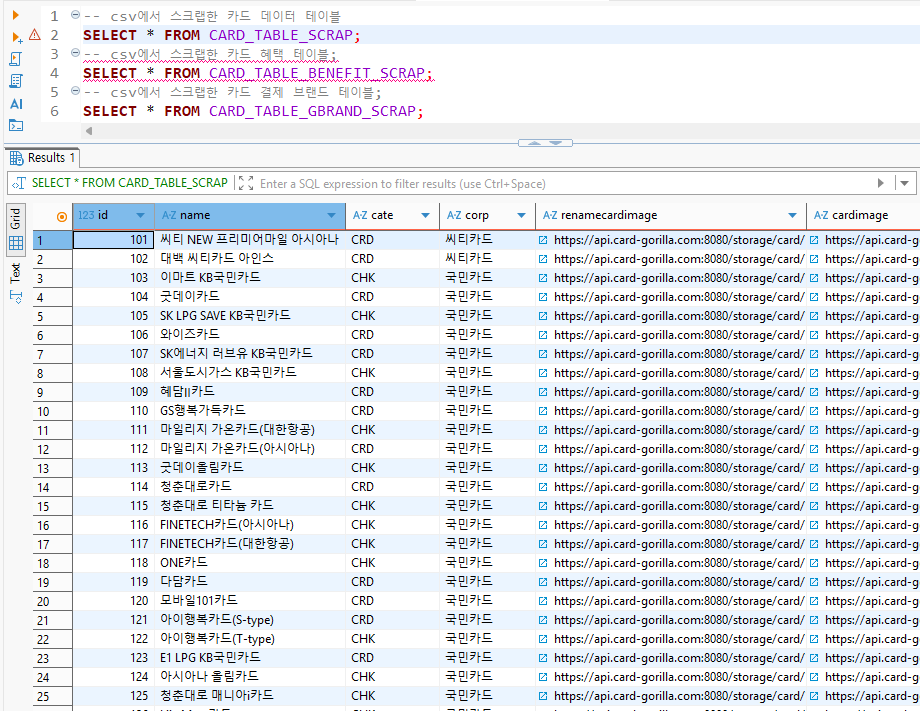 1 -- csv에서 스크랩한 카드 데이터 테이블
2 SELECT * FROM CARD_TABLE_SCRAP;
3 -- csv에서 스크랩한 카드 혜택 테이블;
4 SELECT * FROM CARD_TABLE_BENEFIT_SCRAP;
5 -- csv에서 스크랩한 카드 결제 브랜드 테이블;
AI
6 SELECT * FROM CARD_TABLE_GBRAND_SCRAP;
Results 1
SELECT * FROM CARD_TABLE_SCRAP Enter a SQL expression to filter results (use Ctrl+Space)
Grid
Text
123 id A-Z name A-Z cate A-Z corp A-Z renamecardimage A-Z cardimage
1 101 씨티 NEW 프리미어마일 아시아나 CRD 씨티카드 https://api.card-gorilla.com:8080/storage/card/ https://api.card-g
2 102 대백 씨티카드 아인스 CRD 씨티카드 https://api.card-gorilla.com:8080/storage/card/ https://api.card-g
3 103 이마트 KB국민카드 CHK 국민카드 https://api.card-gorilla.com:8080/storage/card/ https://api.card-g
4 104 굿데이카드 CRD 국민카드 https://api.card-gorilla.com:8080/storage/card/ https://api.card-g
5 105 SK LPG SAVE KB국민카드 CHK 국민카드 https://api.card-gorilla.com:8080/storage/card/ https://api.card-g
6 106 와이즈카드 CRD 국민카드 https://api.card-gorilla.com:8080/storage/card/ https://api.card-g
7 107 SK에너지 러브유 KB국민카드 CRD 국민카드 https://api.card-gorilla.com:8080/storage/card/ https://api.card-g
8 108 서울도시가스 KB국민카드 CHK 국민카드 https://api.card-gorilla.com:8080/storage/card/ https://api.card-g
9 109 혜담II카드 CRD 국민카드 https://api.card-gorilla.com:8080/storage/card/ https://api.card-g
10 110 GS행복가득카드 CRD 국민카드 https://api.card-gorilla.com:8080/storage/card/ https://api.card-g
11 111 마일리지 가온카드(대한항공) CHK 국민카드 https://api.card-gorilla.com:8080/storage/card/ https://api.card-g
12 112 마일리지 가온카드(아시아나) CRD 국민카드 https://api.card-gorilla.com:8080/storage/card/ https://api.card-g
13 113 굿데이올림카드 CHK 국민카드 https://api.card-gorilla.com:8080/storage/card/ https://api.card-g
14 114 청춘대로카드 CRD 국민카드 https://api.card-gorilla.com:8080/storage/card/ https://api.card-g
15 115 청춘대로 티타늄 카드 CHK 국민카드 https://api.card-gorilla.com:8080/storage/card/ https://api.card-g
16 116 FINETECH카드(아시아나) CHK 국민카드 https://api.card-gorilla.com:8080/storage/card/ https://api.card-g
17 117 FINETECH카드(대한항공) CHK 국민카드 https://api.card-gorilla.com:8080/storage/card/ https://api.card-g
18 118 ONE카드 CHK 국민카드 https://api.card-gorilla.com:8080/storage/card/ https://api.card-g
19 119 다담카드 CRD 국민카드 https://api.card-gorilla.com:8080/storage/card/ https://api.card-g
20 120 모바일101카드 CRD 국민카드 https://api.card-gorilla.com:8080/storage/card/ https://api.card-g
21 121 아이행복카드(S-type) CRD 국민카드 https://api.card-gorilla.com:8080/storage/card/ https://api.card-g
22 122 아이행복카드(T-type) CHK 국민카드 https://api.card-gorilla.com:8080/storage/card/ https://api.card-g
23 123 E1 LPG KB국민카드 CRD 국민카드 https://api.card-gorilla.com:8080/storage/card/ https://api.card-g
24 124 아시아나 올림카드 CHK 국민카드 https://api.card-gorilla.com:8080/storage/card/ https://api.card-g
25 125 청춘대로 매니아i카드 CHK 국민카드 https://api.card-gorilla.com:8080/storage/card/ https://api.card-g